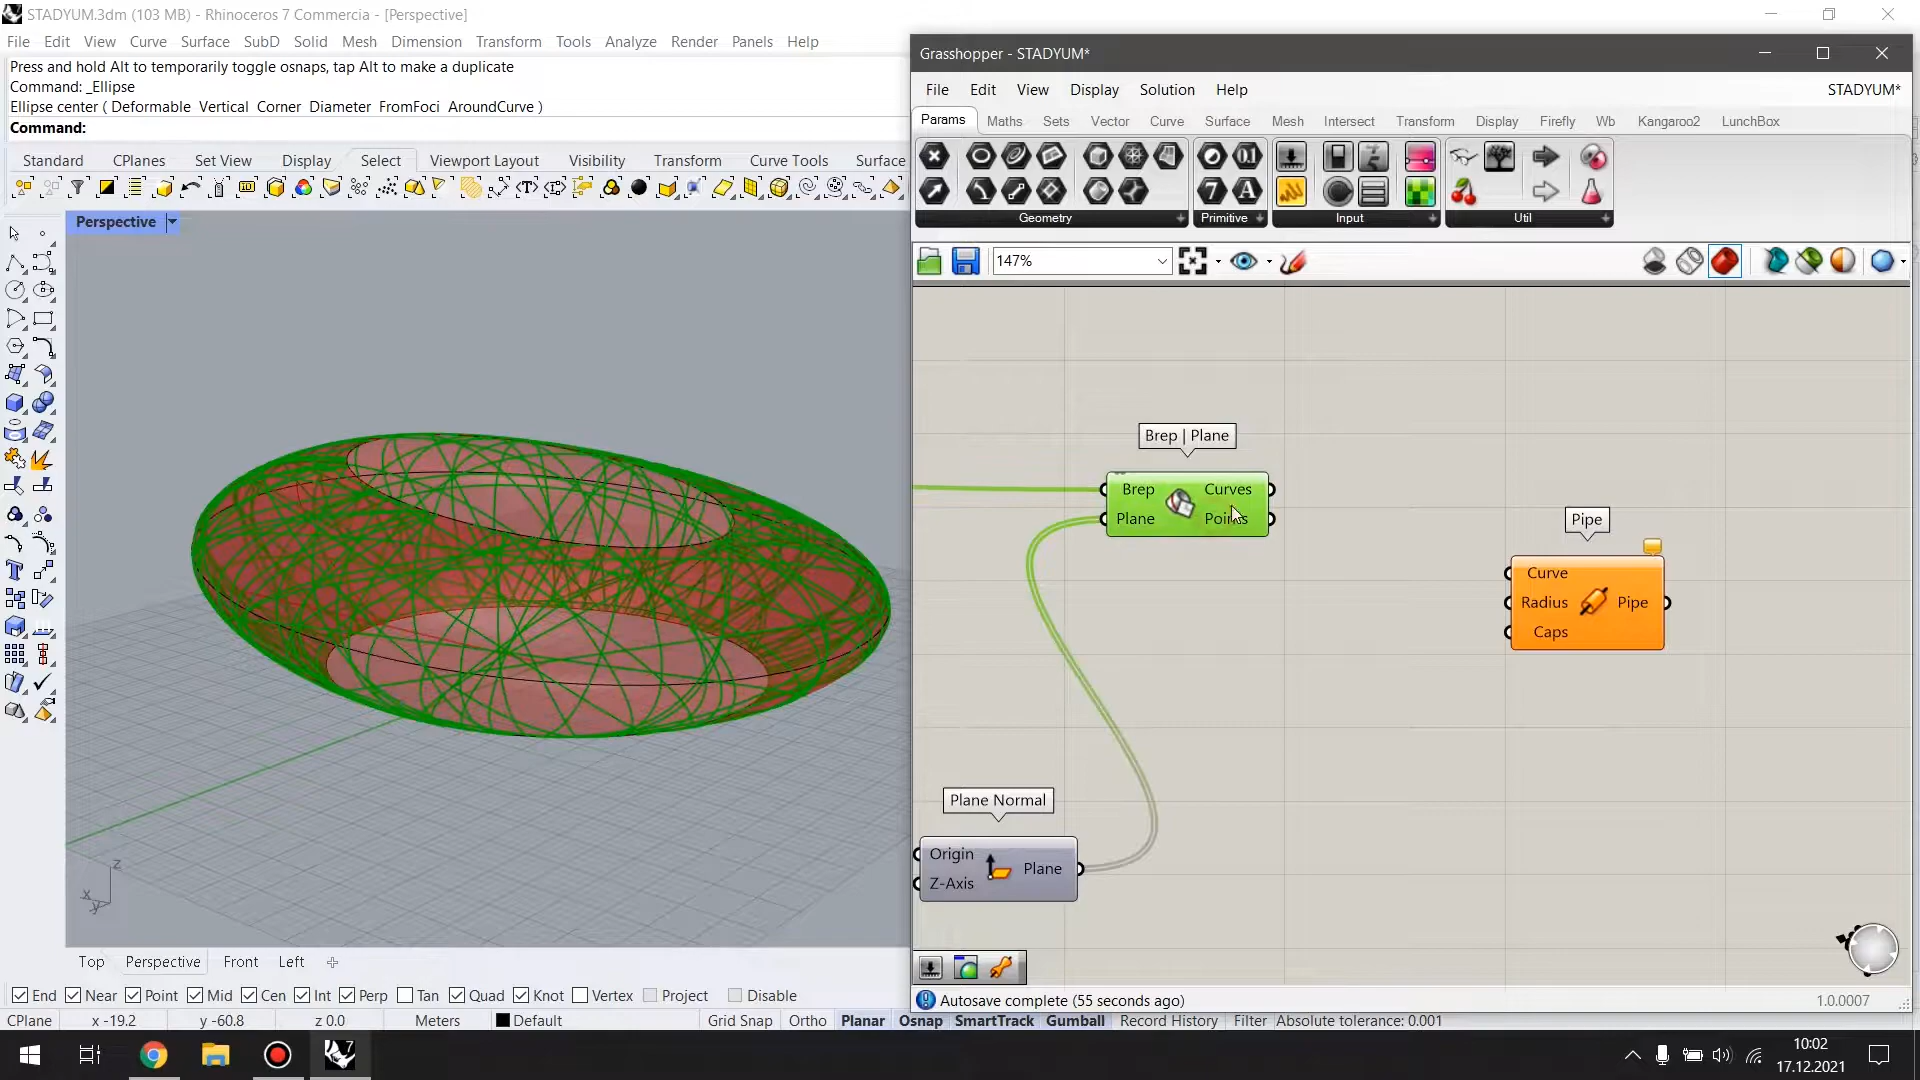 STADYUM.3dm (103 MB) - Rhinoceros 7 Commercia - [Perspective]
File Edit View Curve Surface SubD Solid Mesh Dimension Transform Tools Analyze Render Panels Help
Press and hold Alt to temporarily toggle osnaps, tap Alt to make a duplicate
Command: _Ellipse
Ellipse center ( Deformable Vertical Corner Diameter FromFoci AroundCurve )
Command:
Standard CPlanes Set View Display Select Viewport Layout Visibility Transform Curve Tools Surface
Perspective
z
x
y
Top Perspective Front Left
End Near Point Mid Cen Int Perp Tan Quad Knot Vertex Project Disable
CPlane x -19.2 y -60.8 z 0.0 Meters Default Grid Snap Ortho Planar Osnap SmartTrack Gumball Record History Filter Absolute tolerance: 0.001
Grasshopper - STADYUM*
File Edit View Display Solution Help STADYUM*
Params Maths Sets Vector Curve Surface Mesh Intersect Transform Display Firefly Wb Kangaroo2 LunchBox
Geometry Primitive Input Util
147%
Brep | Plane
Brep Curves
Plane Points
Pipe
Curve
Radius Pipe
Caps
Plane Normal
Origin
Plane
Z-Axis
Autosave complete (55 seconds ago) 1.0.0007
10:02
17.12.2021